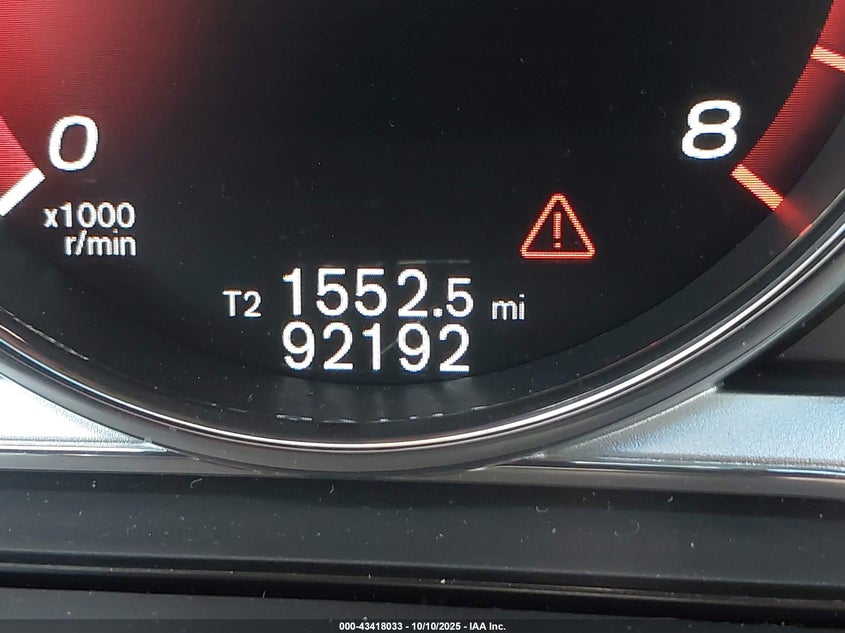 0
8
x1000
r/min
T2 1552.5 mi
92192
000-43418033 - 10/10/2025 - IAA Inc.